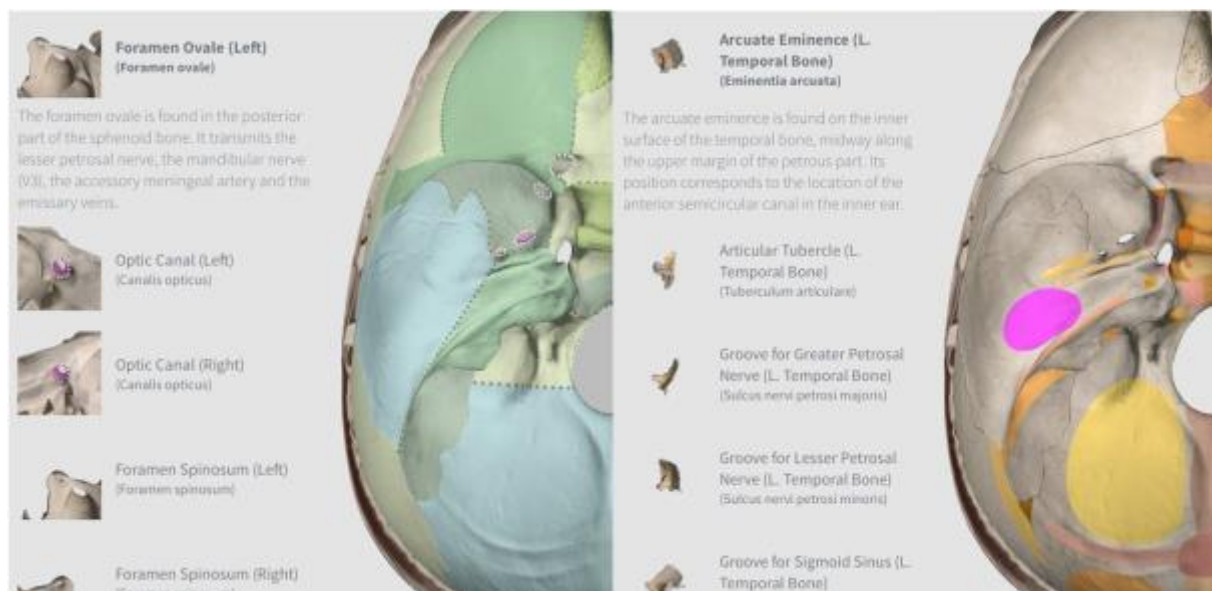 Foramen Ovale (Left)
(Foramen ovale)
The foramen ovale is found in the posterior
part of the sphenoid bone. It transmits the
lesser petrosal nerve, the mandibular nerve
(V3), the accessory meningeal artery and the
emissary veins.
Optic Canal (Left)
(Canalis opticus)
Optic Canal (Right)
(Canalis opticus)
Foramen Spinosum (Left)
(Foramen spinosum)
Foramen Spinosum (Right)
Arcuate Eminence (L.
Temporal Bone)
(Eminentia arcuata)
The arcuate eminence is found on the inner
surface of the temporal bone, midway along
the upper margin of the petrous part. Its
position corresponds to the location of the
anterior semicircular canal in the inner ear.
Articular Tubercle (L.
Temporal Bone)
(Tuberculum articulare)
Groove for Greater Petrosal
Nerve (L. Temporal Bone)
(Sulcus nervi petrosi majoris)
Groove for Lesser Petrosal
Nerve (L. Temporal Bone)
(Sulcus nervi petrosi minoris)
Groove for Sigmoid Sinus (L.
Temporal Bone)